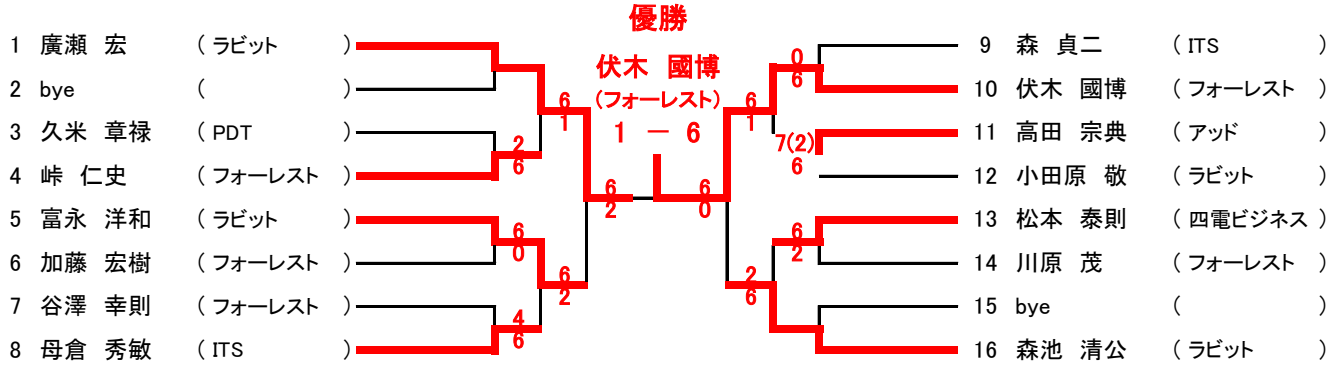 優勝
伏木 國博
(フォーレスト)
1 － 6
1 廣瀬 宏 ( ラビット )
2 bye ( )
3 久米 章禄 ( PDT )
4 峠 仁史 ( フォーレスト )
5 富永 洋和 ( ラビット )
6 加藤 宏樹 ( フォーレスト )
7 谷澤 幸則 ( フォーレスト )
8 母倉 秀敏 ( ITS )
2
6
6
0
4
6
6
1
6
2
6
2
6
0
6
1
2
6
0
6
7(2)
6
6
2
9 森 貞二 ( ITS )
10 伏木 國博 ( フォーレスト )
11 高田 宗典 ( アッド )
12 小田原 敬 ( ラビット )
13 松本 泰則 ( 四電ビジネス )
14 川原 茂 ( フォーレスト )
15 bye ( )
16 森池 清公 ( ラビット )